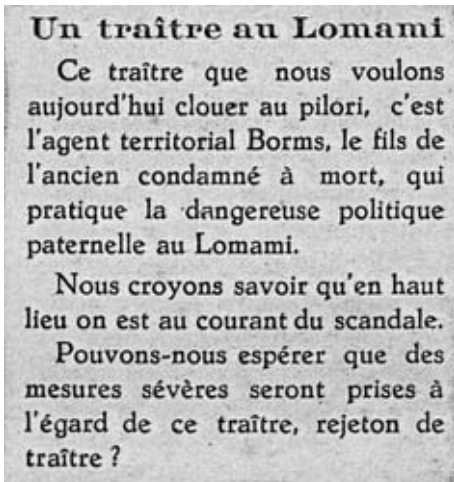 Un traître au Lomami
Ce traître que nous voulons
aujourd'hui clouer au pilori, c'est
l'agent territorial Borms, le fils de
l'ancien condamné à mort, qui
pratique la dangereuse politique
paternelle au Lomami.
Nous croyons savoir qu'en haut
lieu on est au courant du scandale.
Pouvons-nous espérer que des
mesures sévères seront prises à
l'égard de ce traître, rejeton de
traître ?